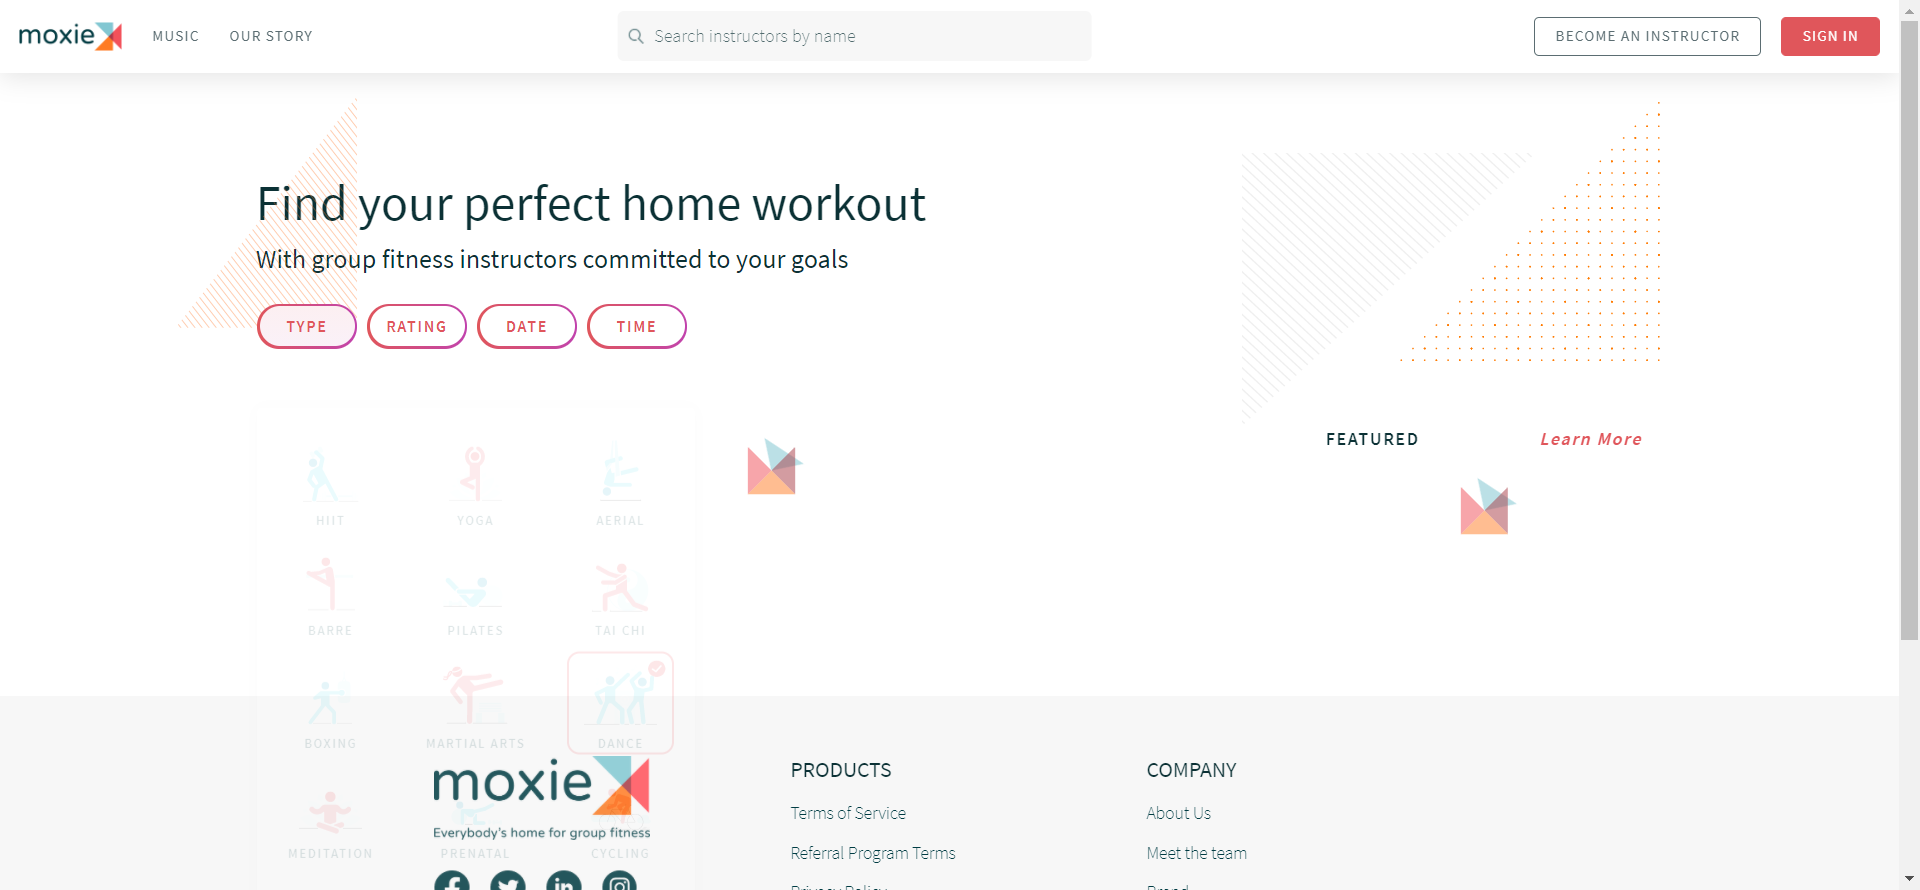 moxie
MUSIC
OUR STORY
Search instructors by name
BECOME AN INSTRUCTOR
SIGN IN
Find your perfect home workout
With group fitness instructors committed to your goals
TYPE
RATING
DATE
TIME
FEATURED
Learn More
HIIT
YOGA
AERIAL
BARRE
PILATES
TAI CHI
BOXING
MARTIAL ARTS
DANCE
MEDITATION
PRENATAL
CYCLING
moxie
Everybody's home for group fitness
PRODUCTS
Terms of Service
Referral Program Terms
Privacy Policy
COMPANY
About Us
Meet the team
Brand